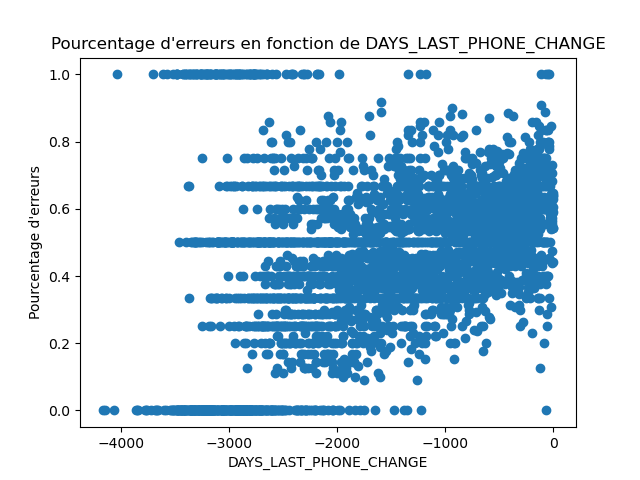 Pourcentage d'erreurs en fonction de DAYS_LAST_PHONE_CHANGE
1.0
0.8
0.6
0.4
0.2
0.0
Pourcentage d'erreurs
−4000 −3000 −2000 −1000 0
DAYS_LAST_PHONE_CHANGE